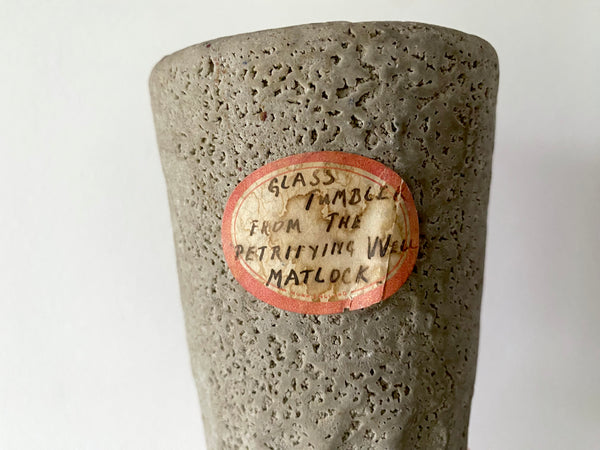 GLASS
TUMBLER
FROM THE
PETRIFYING WELL
MATLOCK